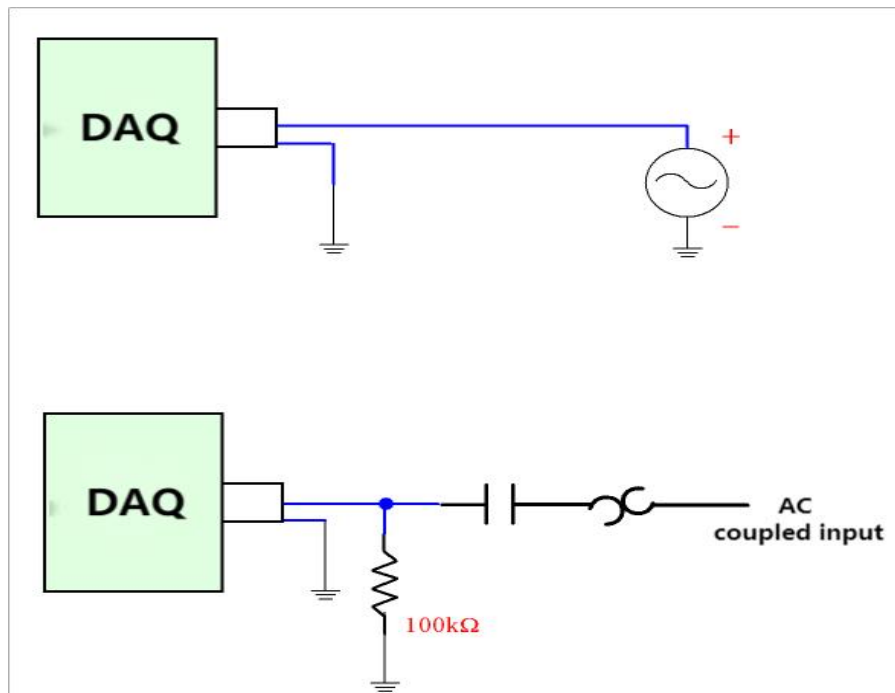 DAQ
+
−
DAQ
AC
coupled input
100kΩ